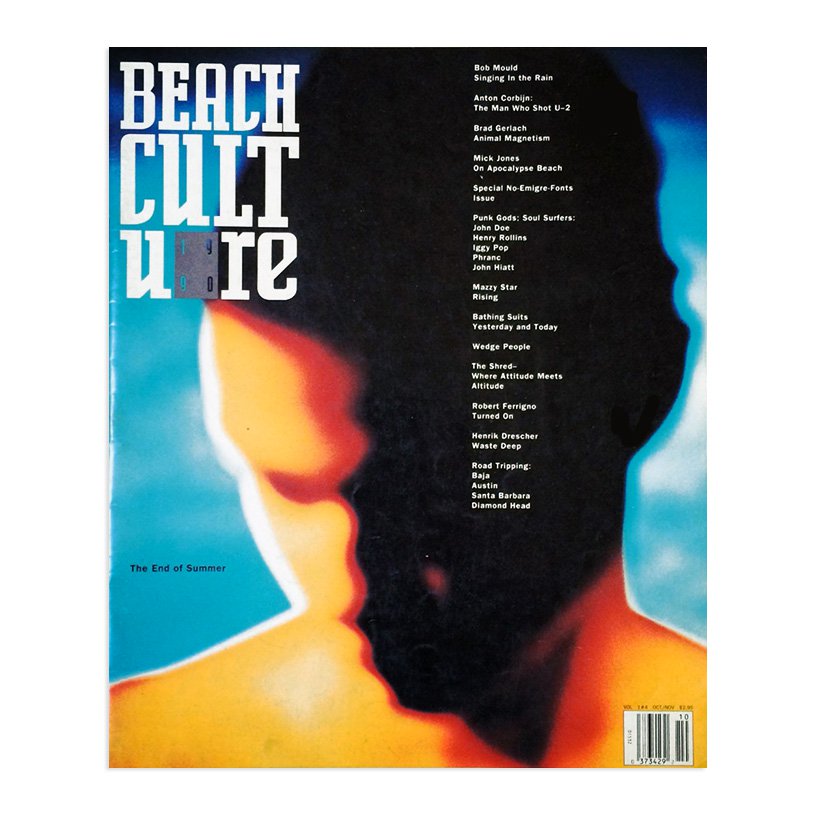 BEACH
CULT
ure
19
90
Bob Mould
Singing In the Rain
Anton Corbijn:
The Man Who Shot U–2
Brad Gerlach
Animal Magnetism
Mick Jones
On Apocalypse Beach
Special No-Emigre-Fonts
Issue
Punk Gods; Soul Surfers:
John Doe
Henry Rollins
Iggy Pop
Phranc
John Hiatt
Mazzy Star
Rising
Bathing Suits
Yesterday and Today
Wedge People
The Shred–
Where Attitude Meets
Altitude
Robert Ferrigno
Turned On
Henrik Drescher
Waste Deep
Road Tripping:
Baja
Austin
Santa Barbara
Diamond Head
The End of Summer
VOL. 1#4 OCT/NOV $2.95
10